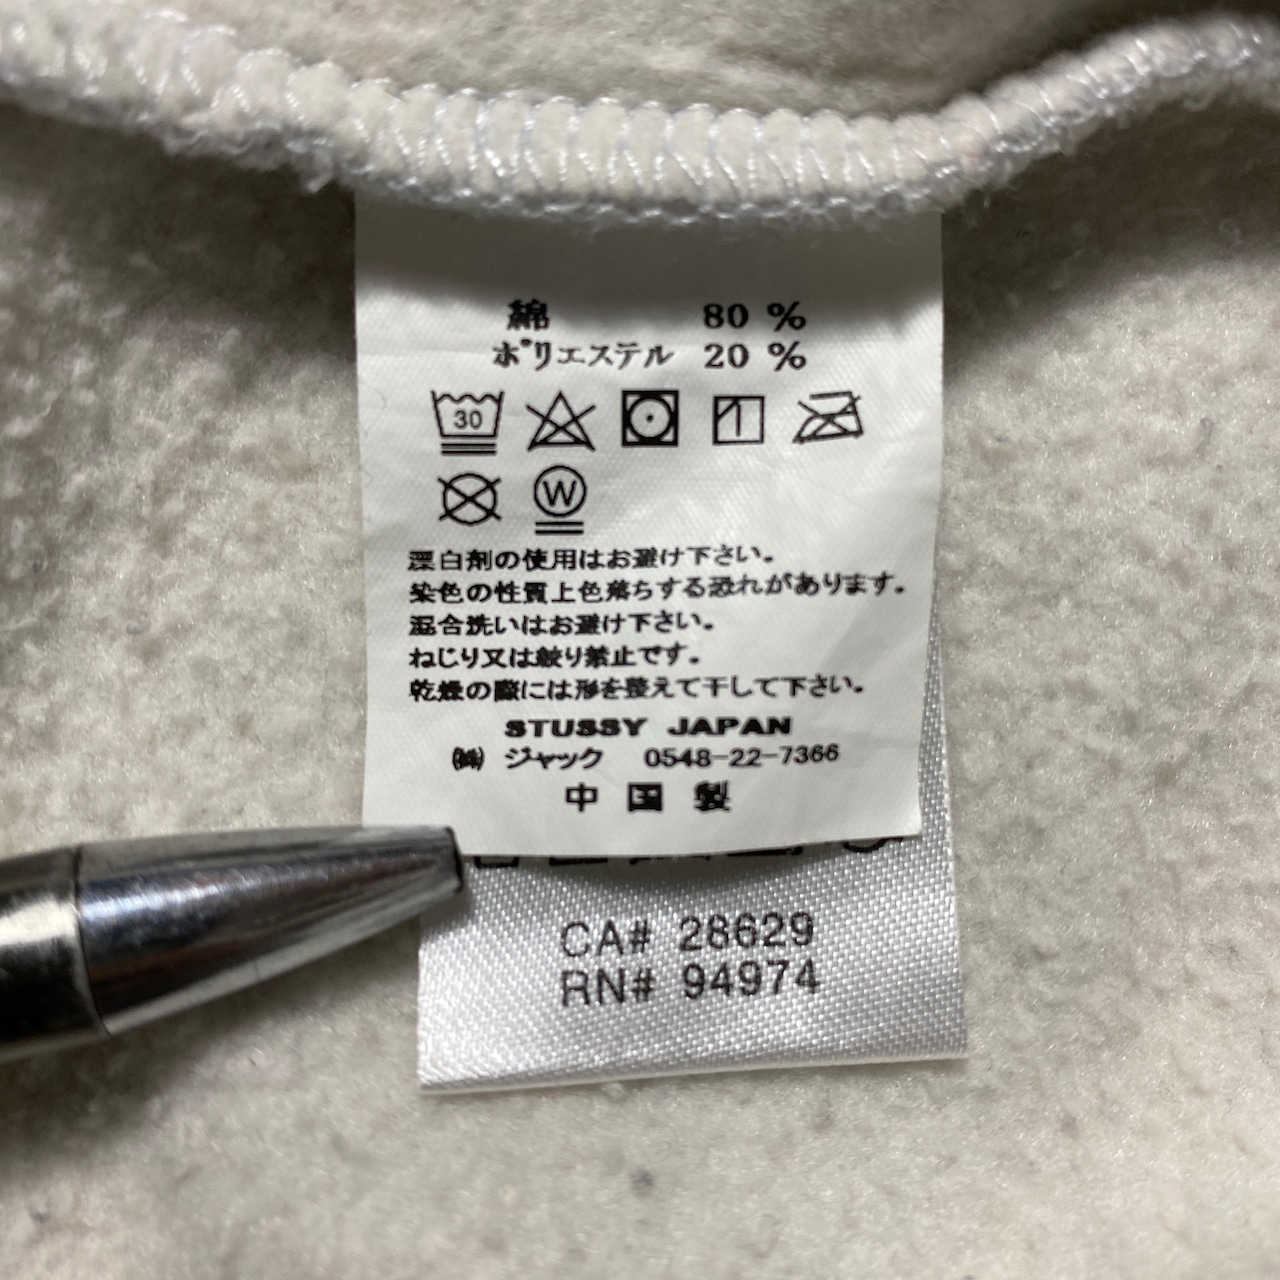 綿 80 %
ポリエステル 20 %
30
W
漂白剤の使用はお避け下さい。
染色の性質上色落ちする恐れがあります。
混合洗いはお避け下さい。
ねじり又は絞り禁止です。
乾燥の際には形を整えて干して下さい。
STUSSY JAPAN
㈱ ジャック 0548-22-7366
中国製
CA# 28629
RN# 94974